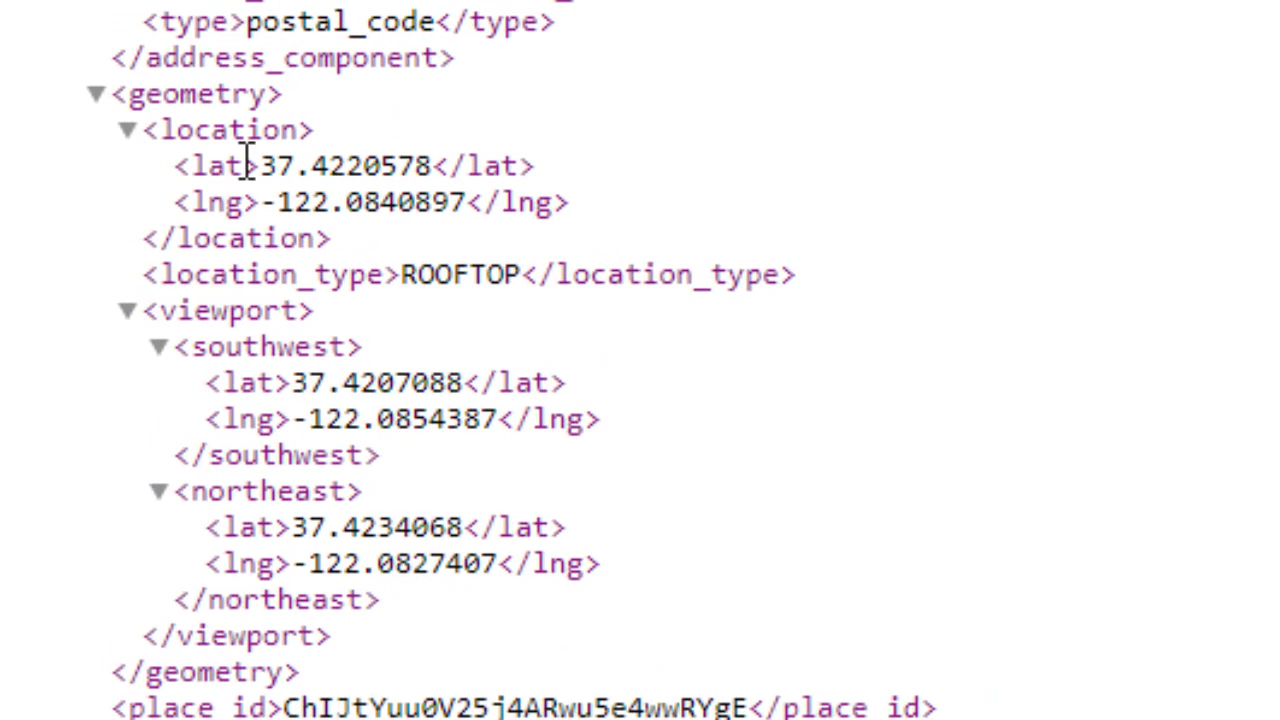 <type>postal_code</type>
</address_component>
▼<geometry>
▼<location>
<lat>37.4220578</lat>
<lng>-122.0840897</lng>
</location>
<location_type>ROOFTOP</location_type>
▼<viewport>
▼<southwest>
<lat>37.4207088</lat>
<lng>-122.0854387</lng>
</southwest>
▼<northeast>
<lat>37.4234068</lat>
<lng>-122.0827407</lng>
</northeast>
</viewport>
</geometry>
<place_id>ChIJtYuu0V25j4ARwu5e4wwRYgE</place_id>